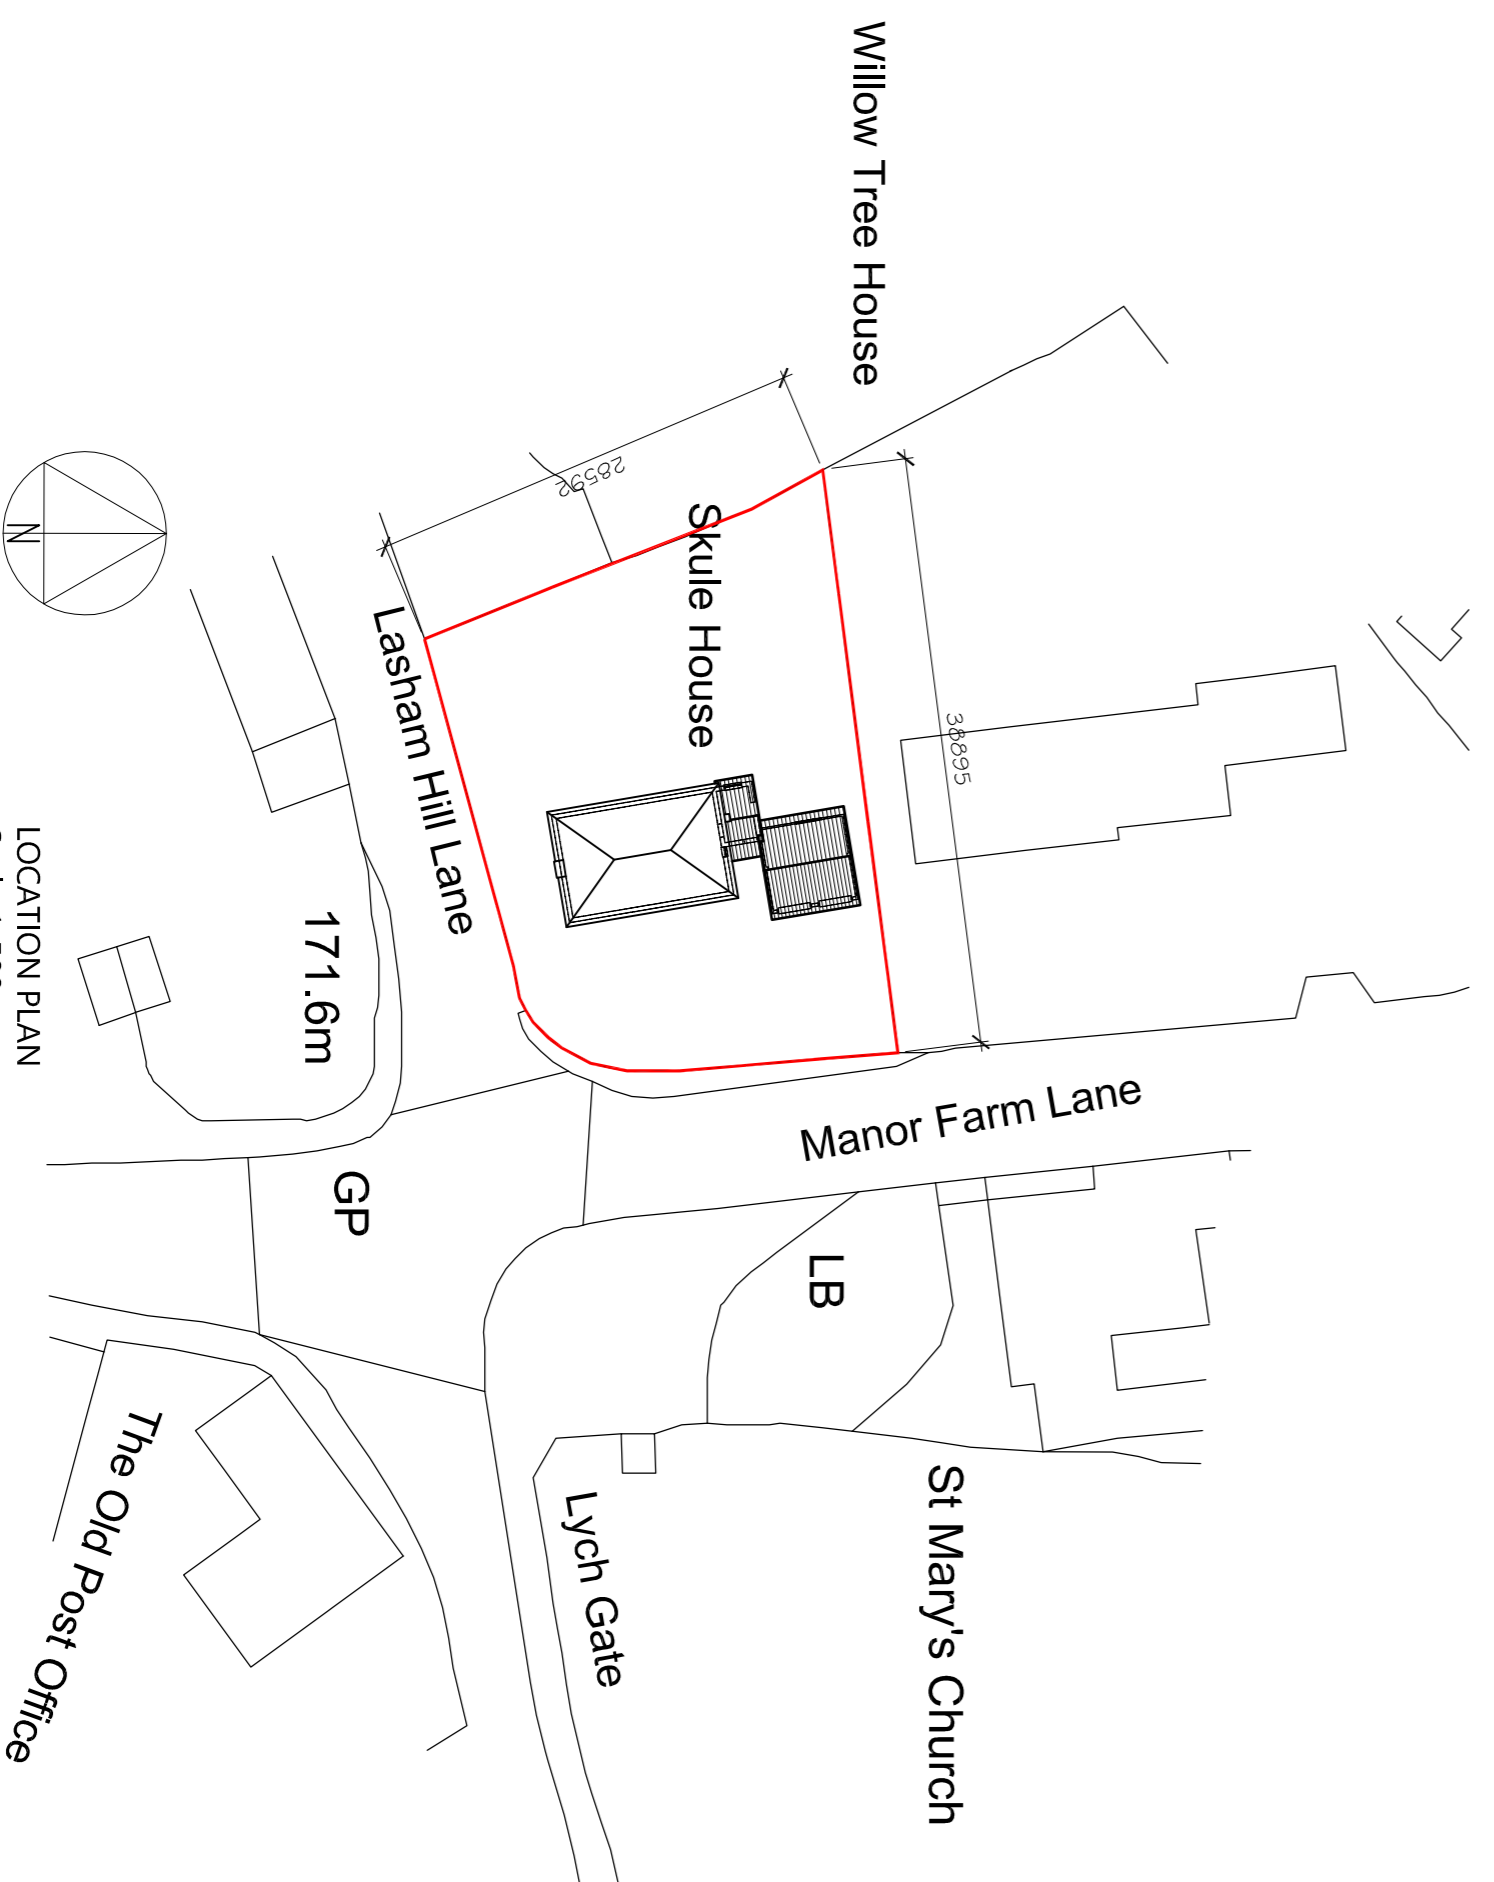 Willow Tree House
28592
Skule House
38895
Lasham Hill Lane
N
171.6m
Manor Farm Lane
GP
LB
St Mary's Church
Lych Gate
The Old Post Office
LOCATION PLAN